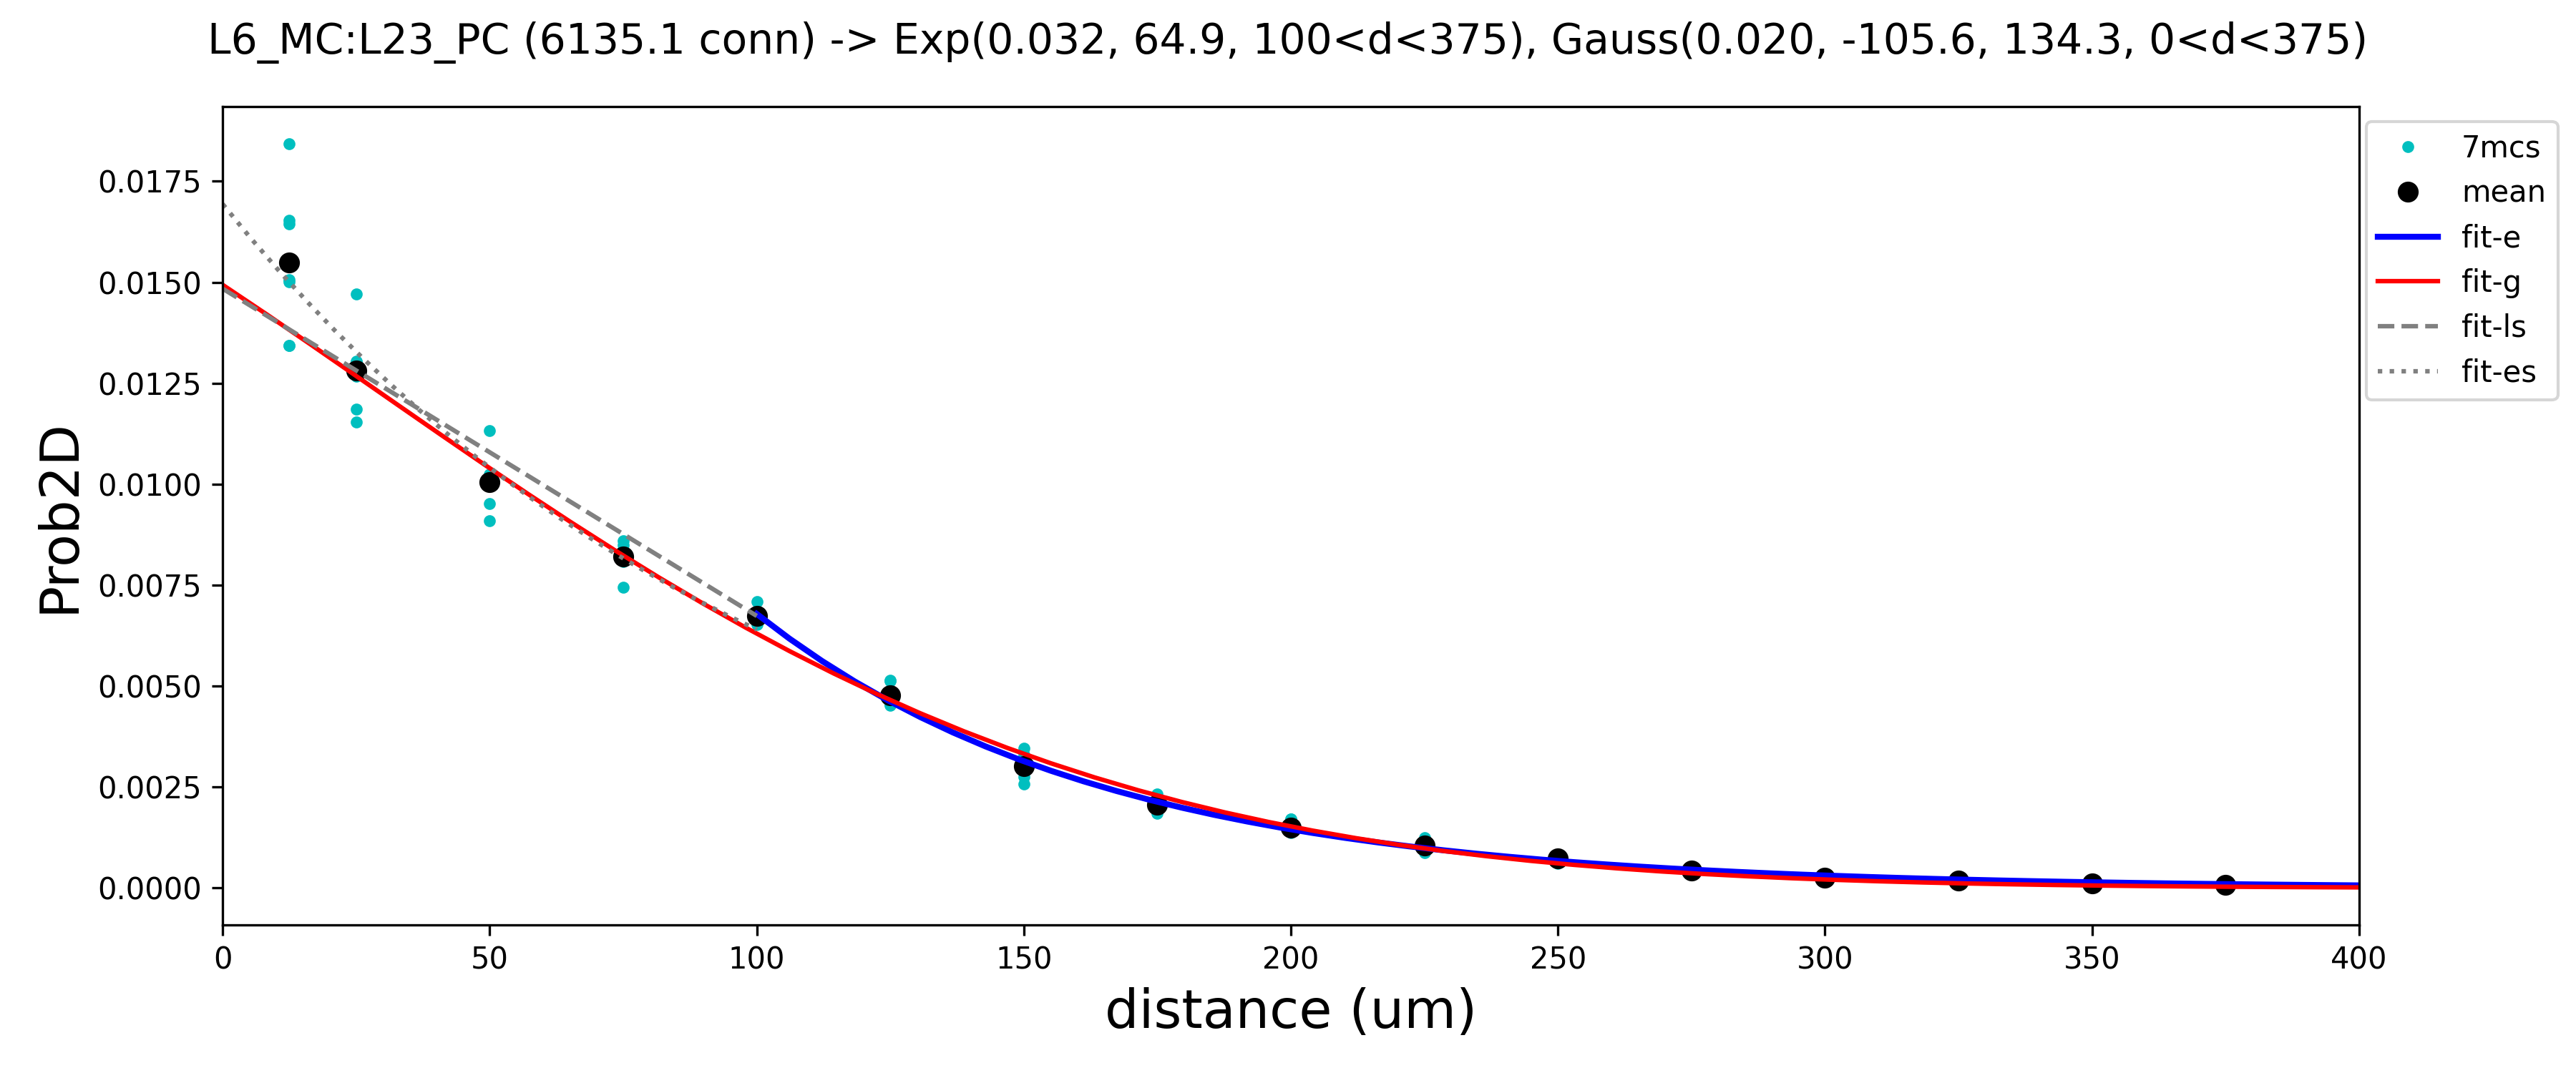 L6_MC:L23_PC (6135.1 conn) -> Exp(0.032, 64.9, 100<d<375), Gauss(0.020, -105.6, 134.3, 0<d<375)
7mcs
mean
fit-e
fit-g
fit-ls
fit-es
Prob2D
0.0175
0.0150
0.0125
0.0100
0.0075
0.0050
0.0025
0.0000
0 50 100 150 200 250 300 350 400
distance (um)